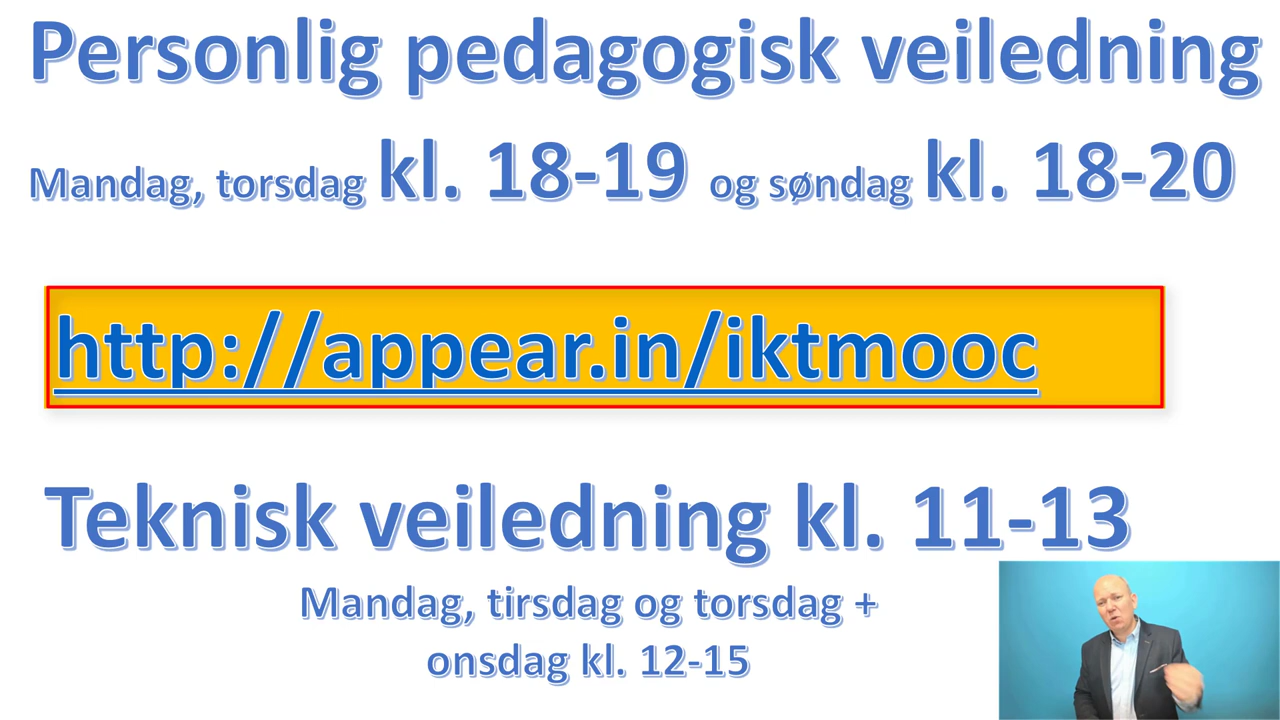 Personlig pedagogisk veiledning
Mandag, torsdag kl. 18-19 og søndag kl. 18-20
http://appear.in/iktmooc
Teknisk veiledning kl. 11-13
Mandag, tirsdag og torsdag +
onsdag kl. 12-15